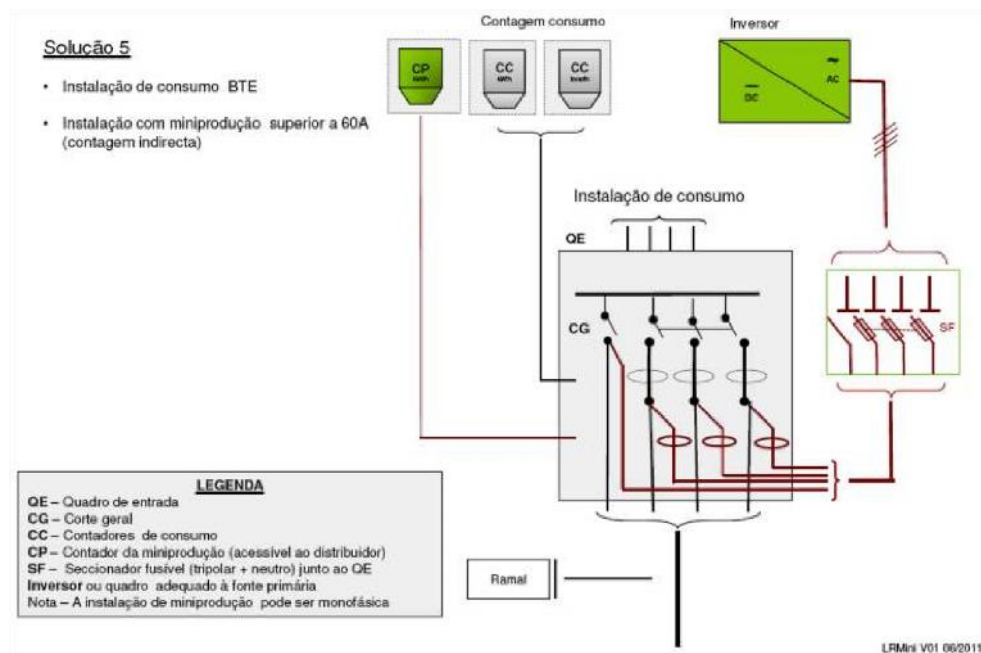 Solução 5
• Instalação de consumo BTE
• Instalação com miniprodução superior a 60A
(contagem indirecta)
Contagem consumo
CP
kWh
CC
kWh
CC
kvarh
Inversor
AC
DC
Instalação de consumo
QE
CG
SF
LEGENDA
QE – Quadro de entrada
CG – Corte geral
CC – Contadores de consumo
CP – Contador da miniprodução (acessível ao distribuidor)
SF – Seccionador fusível (tripolar + neutro) junto ao QE
Inversor ou quadro adequado à fonte primária
Nota – A instalação de miniprodução pode ser monofásica
Ramal
LRMini V01 06/2011